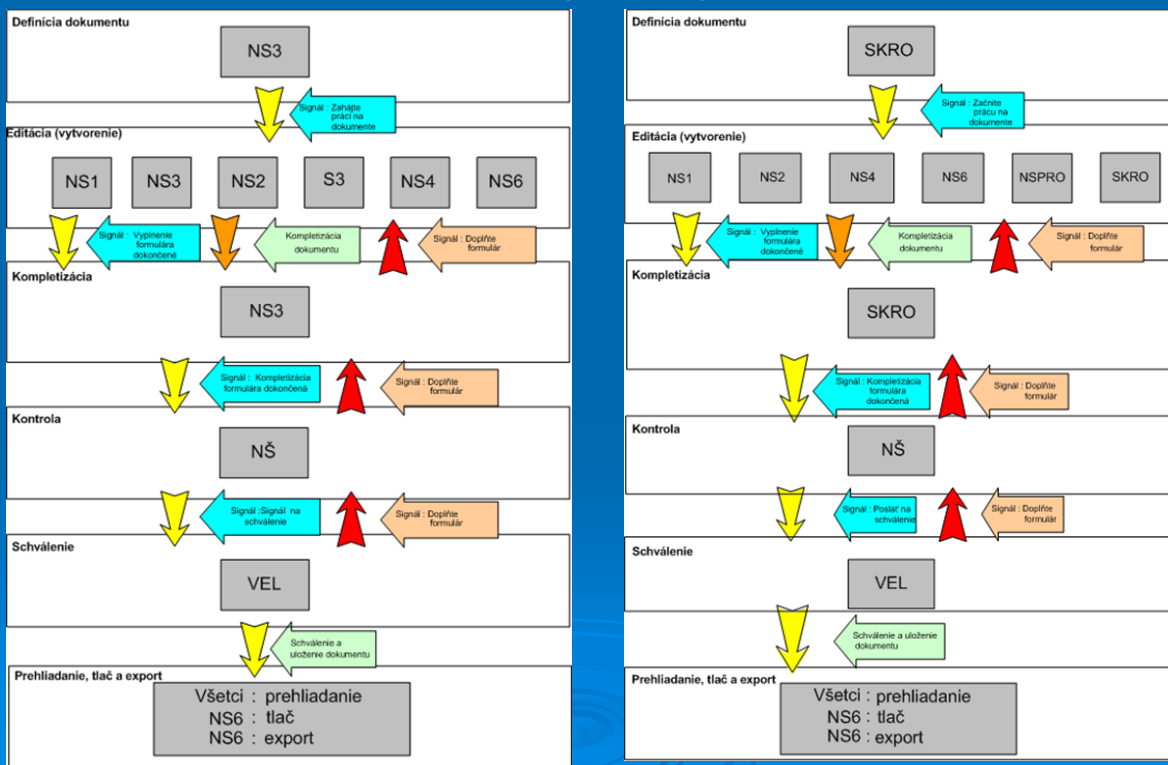 Definícia dokumentu
NS3
Signál : Zahájte
práci na
dokumente
Editácia (vytvorenie)
NS1
NS3
NS2
S3
NS4
NS6
Signál : Vyplnenie
formulára
dokončené
Kompletizácia
dokumentu
Signál : Doplňte
formulár
Kompletizácia
NS3
Signál : Kompletizácia
formulára dokončená
Signál : Doplňte
formulár
Kontrola
NŠ
Signál :Signál na
schválenie
Signál : Doplňte
formulár
Schválenie
VEL
Schválenie a
uloženie dokumentu
Prehliadanie, tlač a export
Všetci : prehliadanie
NS6 : tlač
NS6 : export
Definícia dokumentu
SKRO
Signál : Začnite
prácu na
dokumente
Editácia (vytvorenie)
NS1
NS2
NS4
NS6
NSPRO
SKRO
Signál : Vyplnenie
formulára
dokončené
Kompletizácia
dokumentu
Signál : Doplňte
formulár
Kompletizácia
SKRO
Signál : Kompletizácia
formulára
dokončená
Signál : Doplňte
formulár
Kontrola
NŠ
Signál : Poslať na
schválenie
Signál : Doplňte
formulár
Schválenie
VEL
Schválenie a uloženie
dokumentu
Prehliadanie, tlač a export
Všetci : prehliadanie
NS6 : tlač
NS6 : export